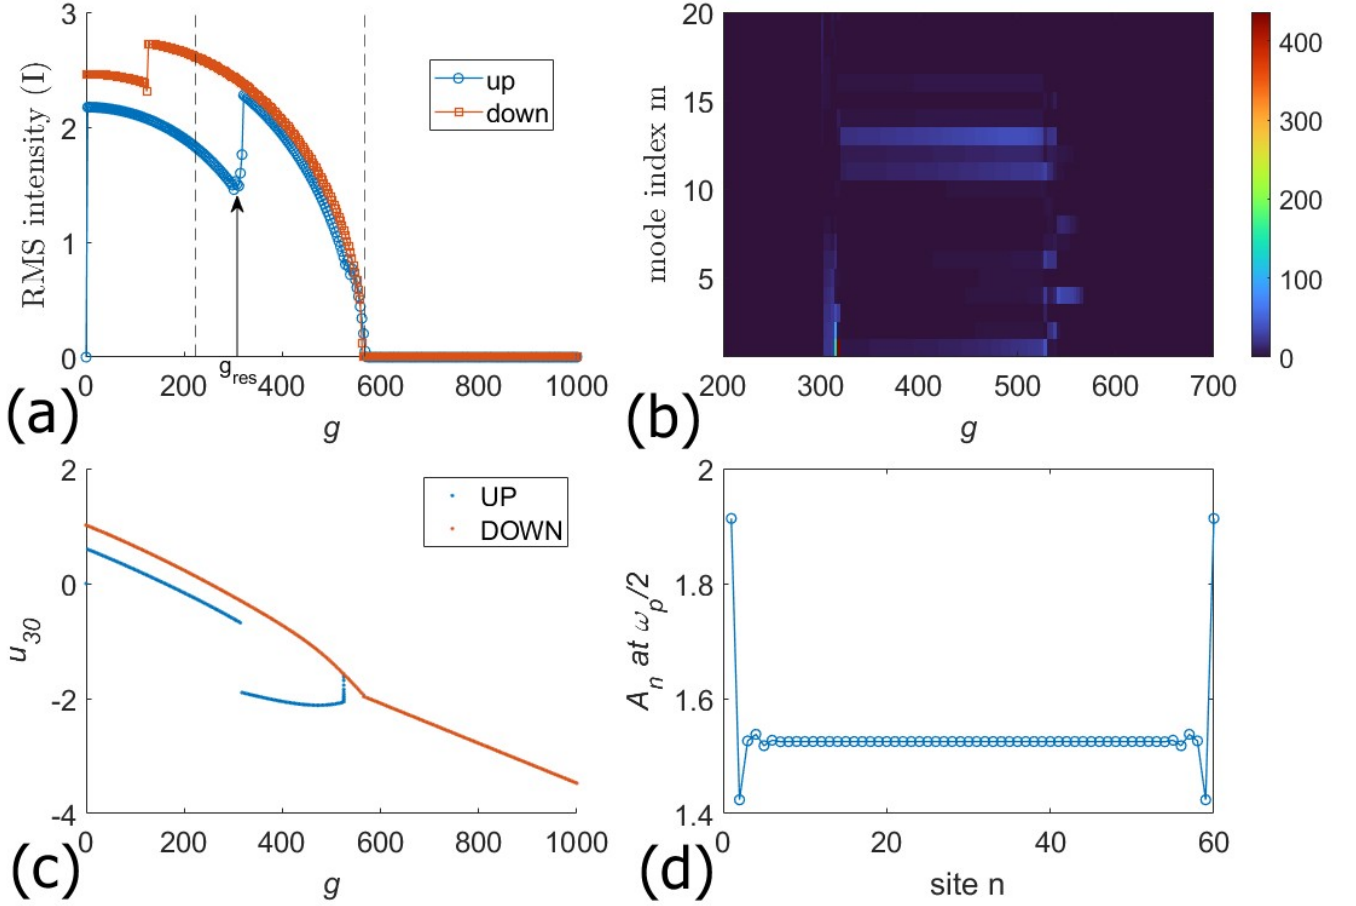 RMS intensity (I)
3
2
1
0
up
down
0
200
g_res
400
600
800
1000
(a)
g
mode index m
20
15
10
5
200
300
400
500
600
700
400
300
200
100
0
(b)
g
u_30
2
0
-2
-4
UP
DOWN
0
200
400
600
800
1000
(c)
g
A_n at ω_p/2
2
1.8
1.6
1.4
0
20
40
60
(d)
site n